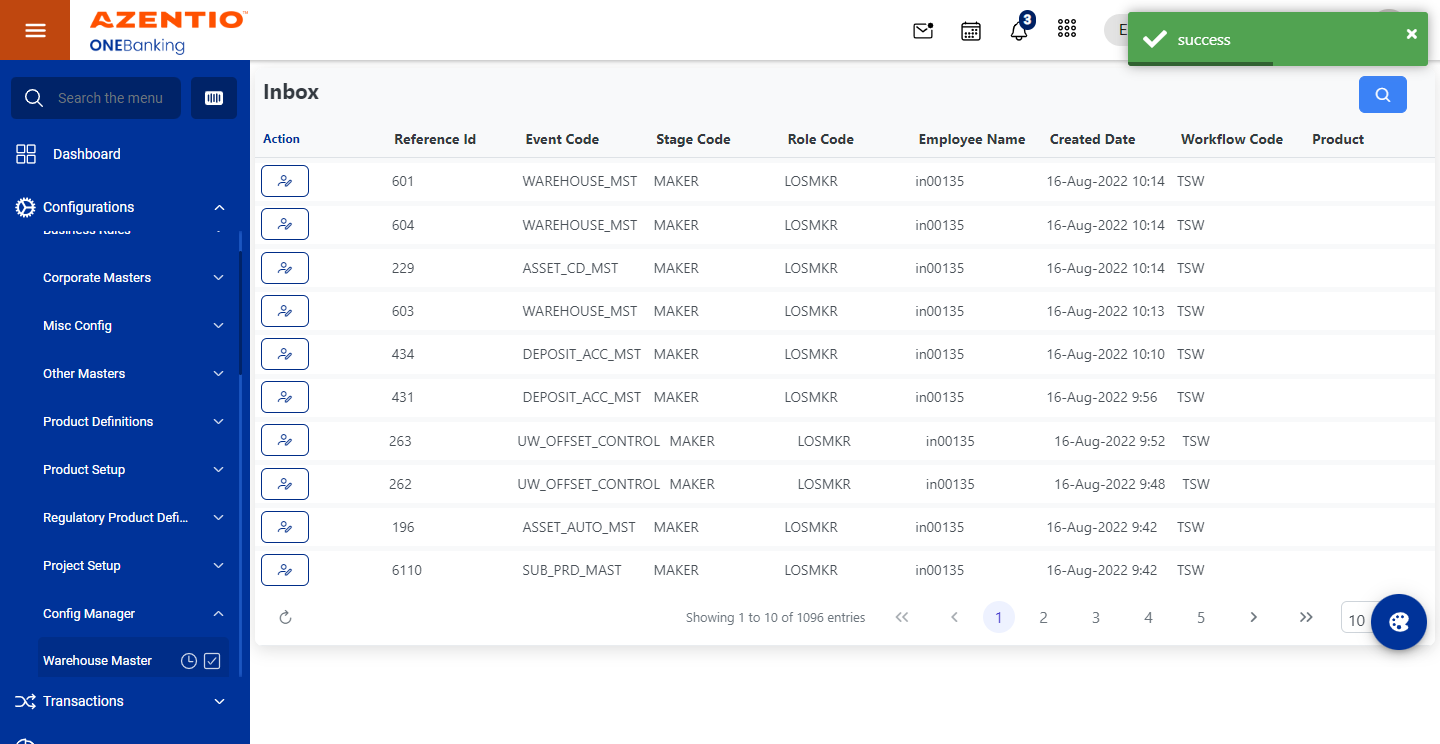 AZENTIO™
ONEBanking
3
E
success
Search the menu
Dashboard
Configurations
Business Rules
Corporate Masters
Misc Config
Other Masters
Product Definitions
Product Setup
Regulatory Product Defi...
Project Setup
Config Manager
Warehouse Master
Transactions
Inbox
Action Reference Id Event Code Stage Code Role Code Employee Name Created Date Workflow Code Product
601 WAREHOUSE_MST MAKER LOSMKR in00135 16-Aug-2022 10:14 TSW
604 WAREHOUSE_MST MAKER LOSMKR in00135 16-Aug-2022 10:14 TSW
229 ASSET_CD_MST MAKER LOSMKR in00135 16-Aug-2022 10:14 TSW
603 WAREHOUSE_MST MAKER LOSMKR in00135 16-Aug-2022 10:13 TSW
434 DEPOSIT_ACC_MST MAKER LOSMKR in00135 16-Aug-2022 10:10 TSW
431 DEPOSIT_ACC_MST MAKER LOSMKR in00135 16-Aug-2022 9:56 TSW
263 UW_OFFSET_CONTROL MAKER LOSMKR in00135 16-Aug-2022 9:52 TSW
262 UW_OFFSET_CONTROL MAKER LOSMKR in00135 16-Aug-2022 9:48 TSW
196 ASSET_AUTO_MST MAKER LOSMKR in00135 16-Aug-2022 9:42 TSW
6110 SUB_PRD_MAST MAKER LOSMKR in00135 16-Aug-2022 9:42 TSW
Showing 1 to 10 of 1096 entries 1 2 3 4 5 10